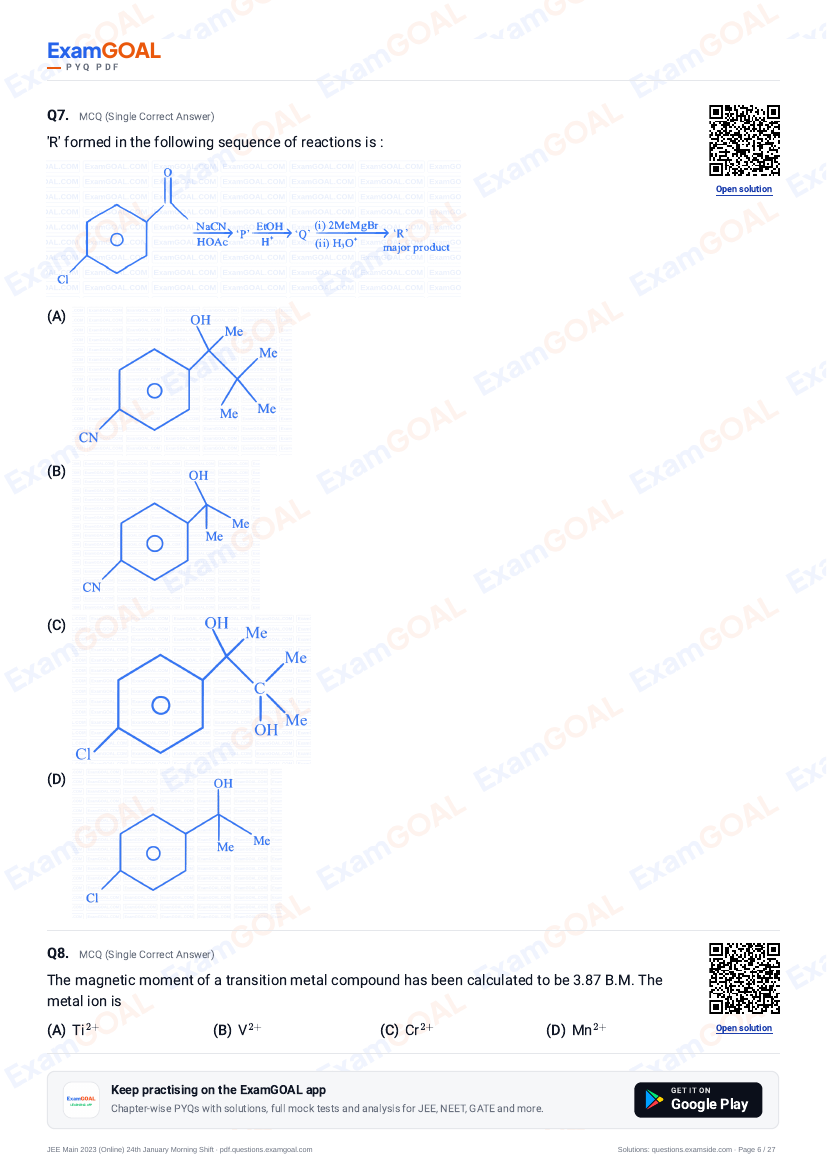 ExamGOAL
PYQ PDF
Q7. MCQ (Single Correct Answer)
'R' formed in the following sequence of reactions is :
Open solution
O
Cl
NaCN
HOAc
'P'
EtOH
H⁺
'Q'
(i) 2MeMgBr
(ii) H₃O⁺
'R'
major product
(A)
OH
Me
Me
Me
Me
CN
(B)
OH
Me
Me
CN
(C)
OH
Me
Me
C
Me
OH
Cl
(D)
OH
Me
Me
Cl
Q8. MCQ (Single Correct Answer)
The magnetic moment of a transition metal compound has been calculated to be 3.87 B.M. The
metal ion is
(A) Ti²⁺ (B) V²⁺ (C) Cr²⁺ (D) Mn²⁺
Open solution
ExamGOAL
Keep practising on the ExamGOAL app
Chapter-wise PYQs with solutions, full mock tests and analysis for JEE, NEET, GATE and more.
GET IT ON
Google Play
JEE Main 2023 (Online) 24th January Morning Shift · pdf.questions.examgoal.com
Solutions: questions.examside.com · Page 6 / 27